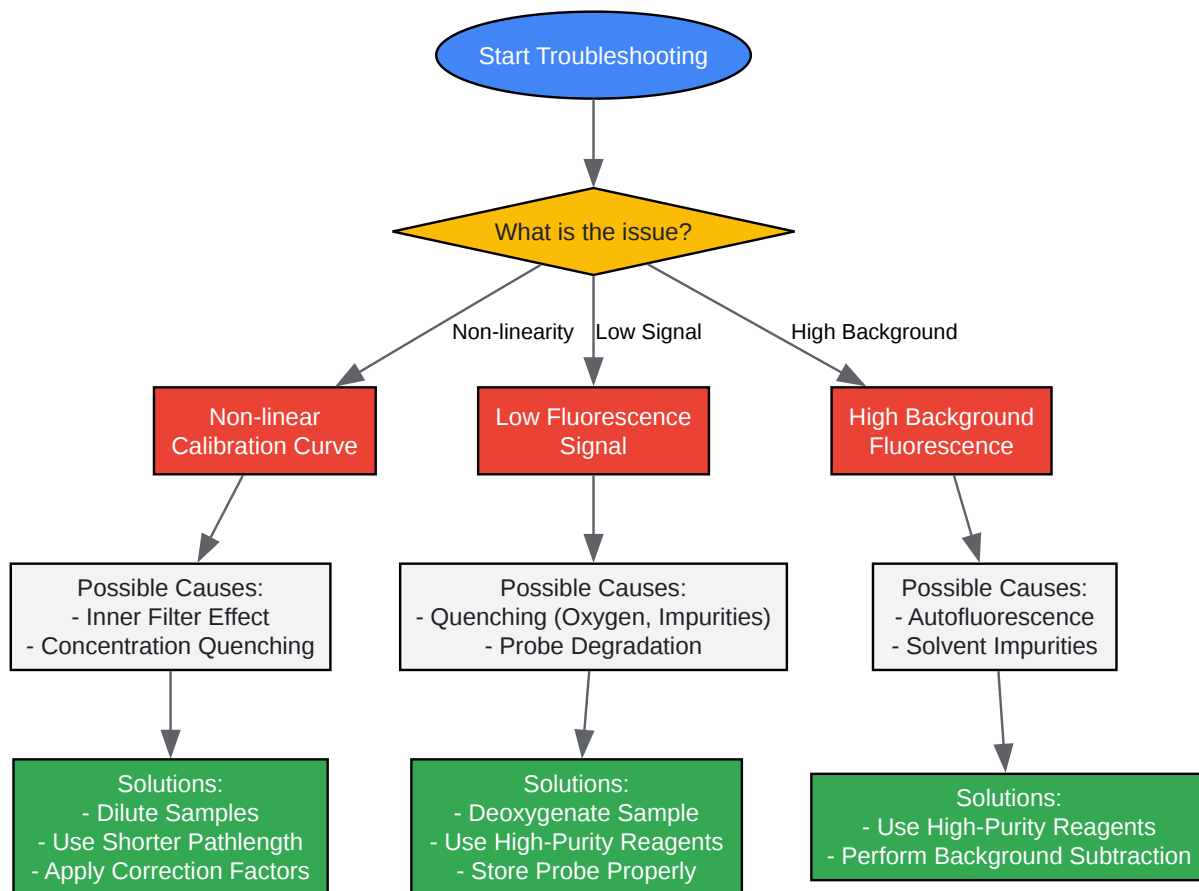 Start Troubleshooting
What is the issue?
Non-linearity
Low Signal
High Background
Non-linear
Calibration Curve
Low Fluorescence
Signal
High Background
Fluorescence
Possible Causes:
- Inner Filter Effect
- Concentration Quenching
Possible Causes:
- Quenching (Oxygen, Impurities)
- Probe Degradation
Possible Causes:
- Autofluorescence
- Solvent Impurities
Solutions:
- Dilute Samples
- Use Shorter Pathlength
- Apply Correction Factors
Solutions:
- Deoxygenate Sample
- Use High-Purity Reagents
- Store Probe Properly
Solutions:
- Use High-Purity Reagents
- Perform Background Subtraction